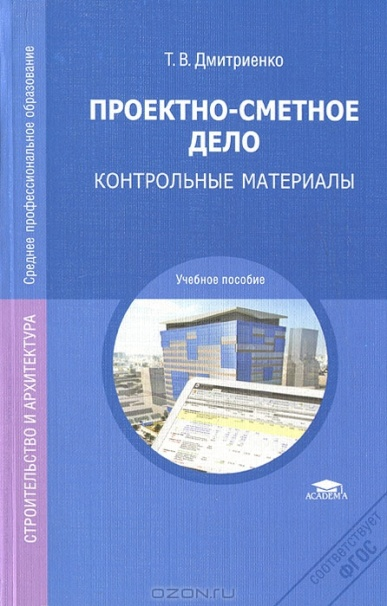 Т. В. Дмитриенко
ПРОЕКТНО-СМЕТНОЕ
ДЕЛО
КОНТРОЛЬНЫЕ МАТЕРИАЛЫ
Учебное пособие
Среднее профессиональное образование
СТРОИТЕЛЬСТВО И АРХИТЕКТУРА
ACADEMA
соответствует
ФГОС
OZON.ru